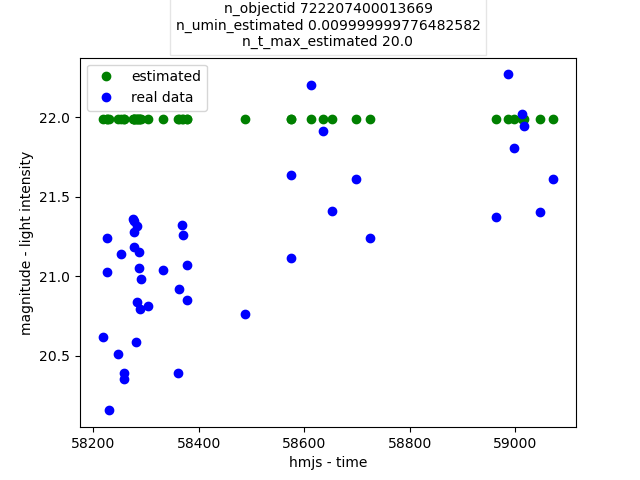 n_objectid 722207400013669
n_umin_estimated 0.009999999776482582
n_t_max_estimated 20.0
estimated
real data
22.0
21.5
21.0
20.5
magnitude - light intensity
58200 58400 58600 58800 59000
hmjs - time